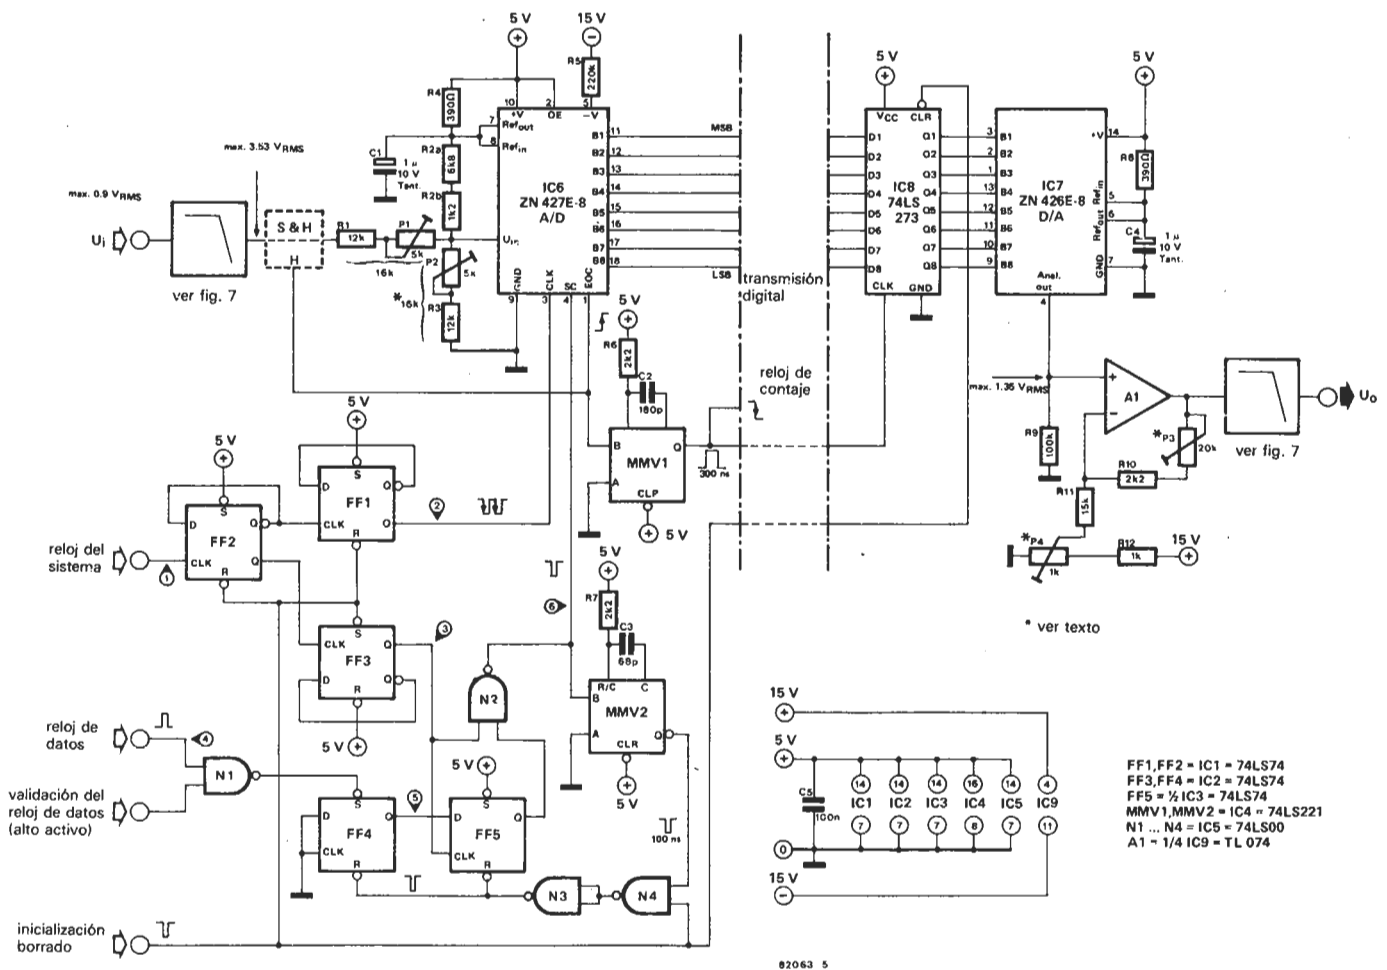 5 V
15 V
R4
390Ω
R5
220k
10
2
5
+V
OE
−V
7
Ref out
8
Ref in
C1
1 µ
10 V
Tant.
R2a
6k8
R2b
1k2
IC6
ZN 427E-8
A/D
B1
11
B2
12
B3
13
B4
14
B5
15
B6
16
B7
17
B8
18
MSB
LSB
max. 3.53 VRMS
max. 0.9 VRMS
Ui
ver fig. 7
S & H
H
R1
12k
P1
5k
16k
P2
5k
*16k
R3
12k
Uin
GND
CLK
SC
EOC
9
3
4
1
transmisión
digital
reloj de
contaje
5 V
R6
2k2
C2
180p
B
A
Q
MMV1
CLP
5 V
300 ns
5 V
VCC
CLR
D1
D2
D3
D4
D5
D6
D7
D8
Q1
Q2
Q3
Q4
Q5
Q6
Q7
Q8
IC8
74LS
273
CLK
GND
3
2
1
13
12
11
10
9
B1
B2
B3
B4
B5
B6
B7
B8
IC7
ZN 426E-8
D/A
+V
14
Ref in
5
Ref out
6
GND
7
Anal.
out
4
5 V
R8
390Ω
C4
1 µ
10 V
Tant.
max. 1.35 VRMS
R9
100k
+
−
A1
*P3
20k
R10
2k2
R11
15k
*P4
1k
R12
1k
15 V
ver fig. 7
Uo
* ver texto
5 V
S
D
Q
FF1
CLK
Q
R
2
5 V
S
D
Q
FF2
CLK
Q
R
reloj del
sistema
1
S
CLK
Q
FF3
D
Q
R
3
5 V
reloj de
datos
4
N1
validación del
reloj de datos
(alto activo)
S
D
Q
FF4
CLK
R
5
5 V
S
D
Q
FF5
CLK
R
N2
6
5 V
R7
2k2
C3
68p
R/C
C
B
A
Q
MMV2
CLR
5 V
100 ns
N3
N4
inicialización
borrado
15 V
5 V
C5
100n
14
IC1
7
14
IC2
7
14
IC3
7
16
IC4
8
14
IC5
7
4
IC9
11
0
15 V
FF1,FF2 = IC1 = 74LS74
FF3,FF4 = IC2 = 74LS74
FF5 = ½ IC3 = 74LS74
MMV1,MMV2 = IC4 = 74LS221
N1 ... N4 = IC5 = 74LS00
A1 = 1/4 IC9 = TL 074
82063 5